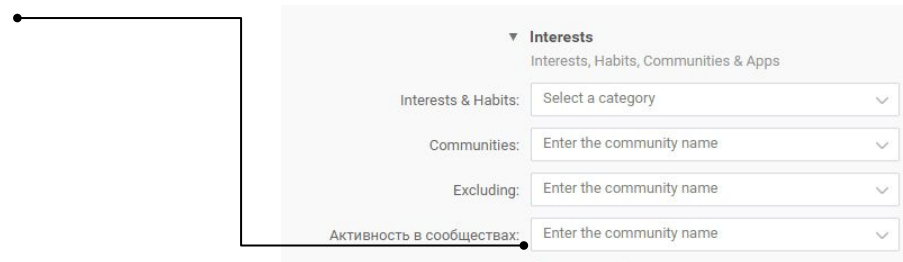 ▼ Interests
Interests, Habits, Communities & Apps
Interests & Habits: Select a category
Communities: Enter the community name
Excluding: Enter the community name
Активность в сообществах: Enter the community name